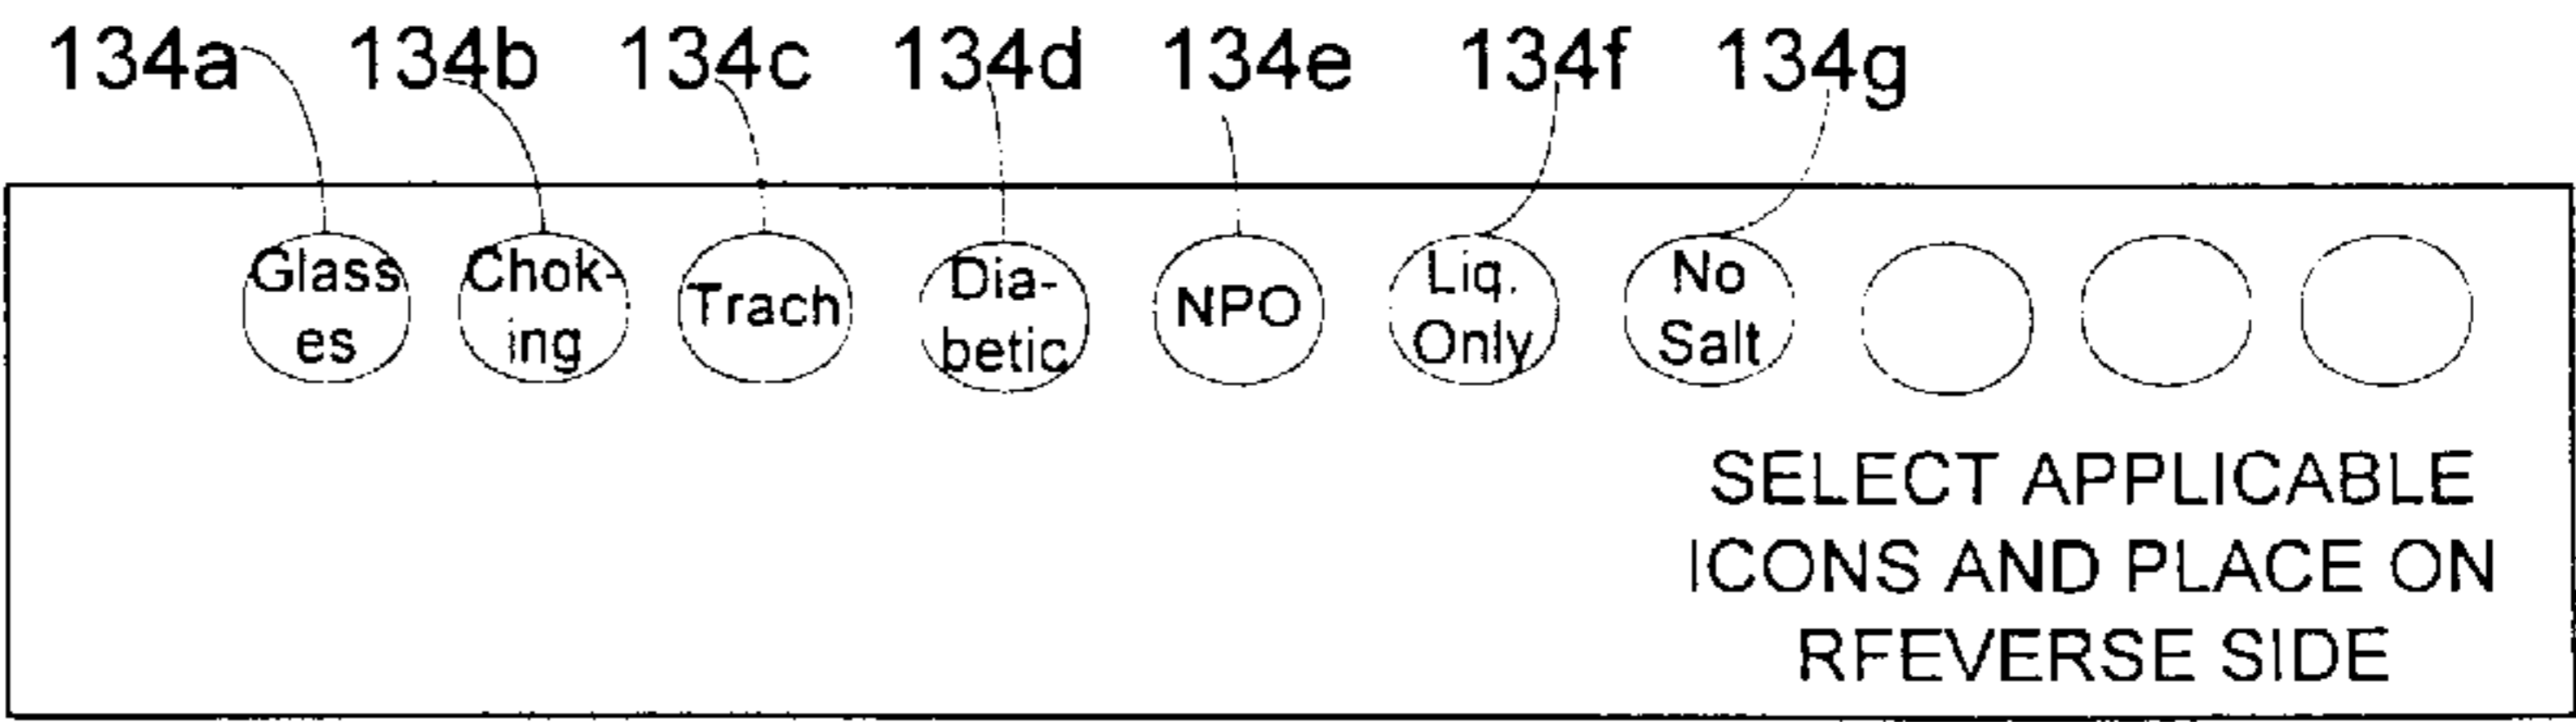 134a 134b 134c 134d 134e 134f 134g
Glass
es
Chok-
ing
Trach
Dia-
betic
NPO
Liq.
Only
No
Salt
SELECT APPLICABLE
ICONS AND PLACE ON
RFEVERSE SIDE